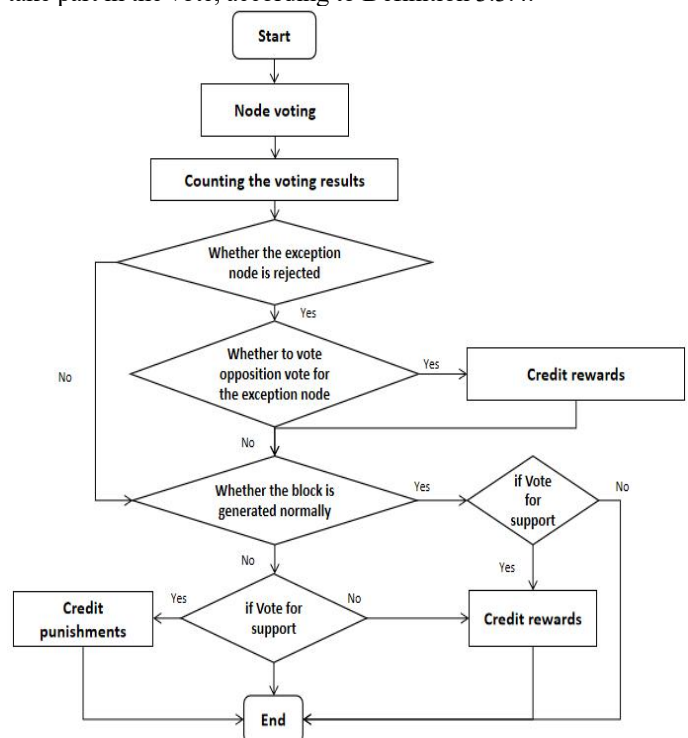 Start
Node voting
Counting the voting results
Whether the exception
node is rejected
Yes
No
Whether to vote
opposition vote for
the exception node
Yes
Credit rewards
No
Whether the block is
generated normally
Yes
if Vote
for
support
No
No
Yes
Credit
punishments
Yes
if Vote for
support
No
Credit rewards
End